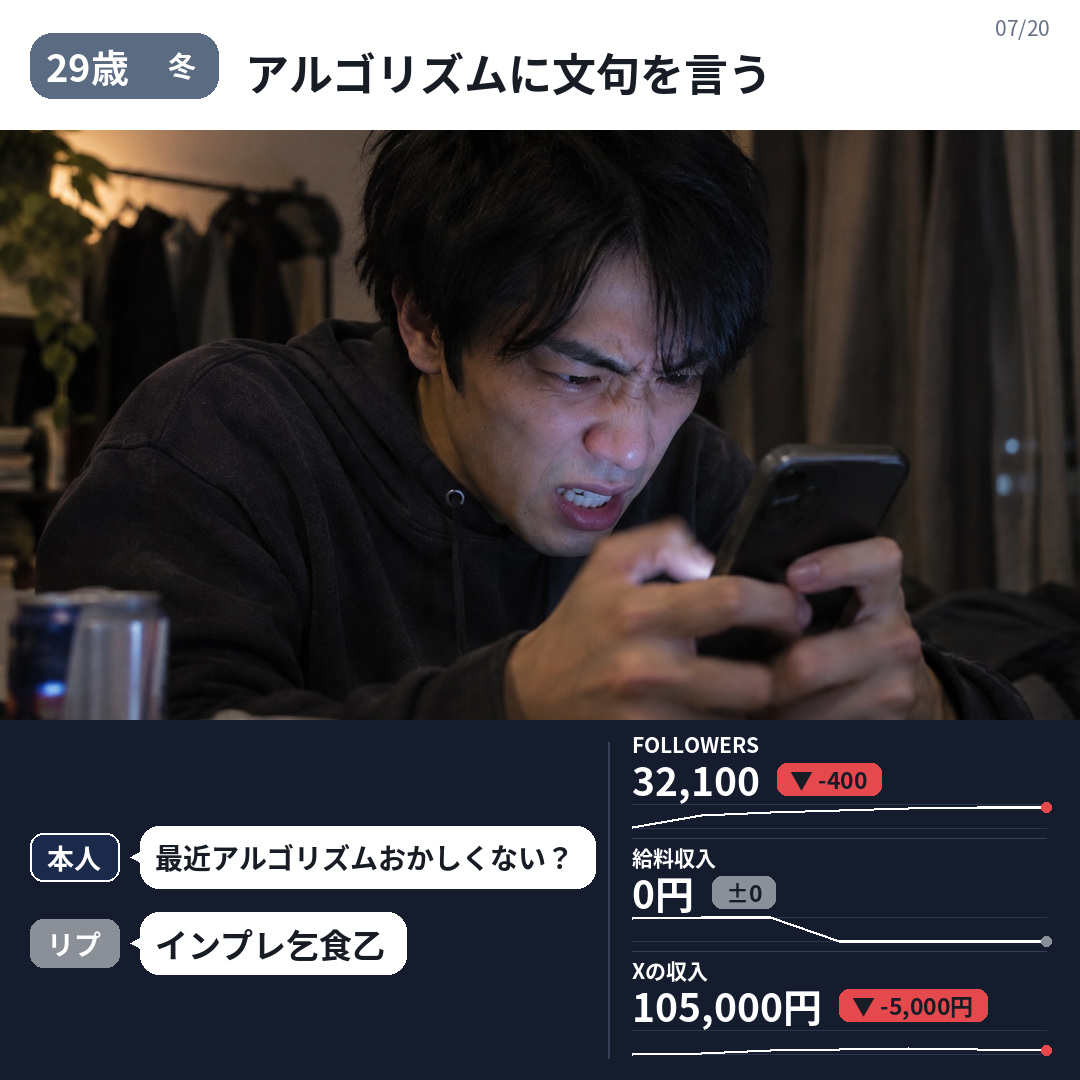 07/20
29歳 冬 アルゴリズムに文句を言う
本人 最近アルゴリズムおかしくない?
リプ インプレ乞食乙
FOLLOWERS
32,100 ▼ -400
給料収入
0円 ±0
Xの収入
105,000円 ▼ -5,000円